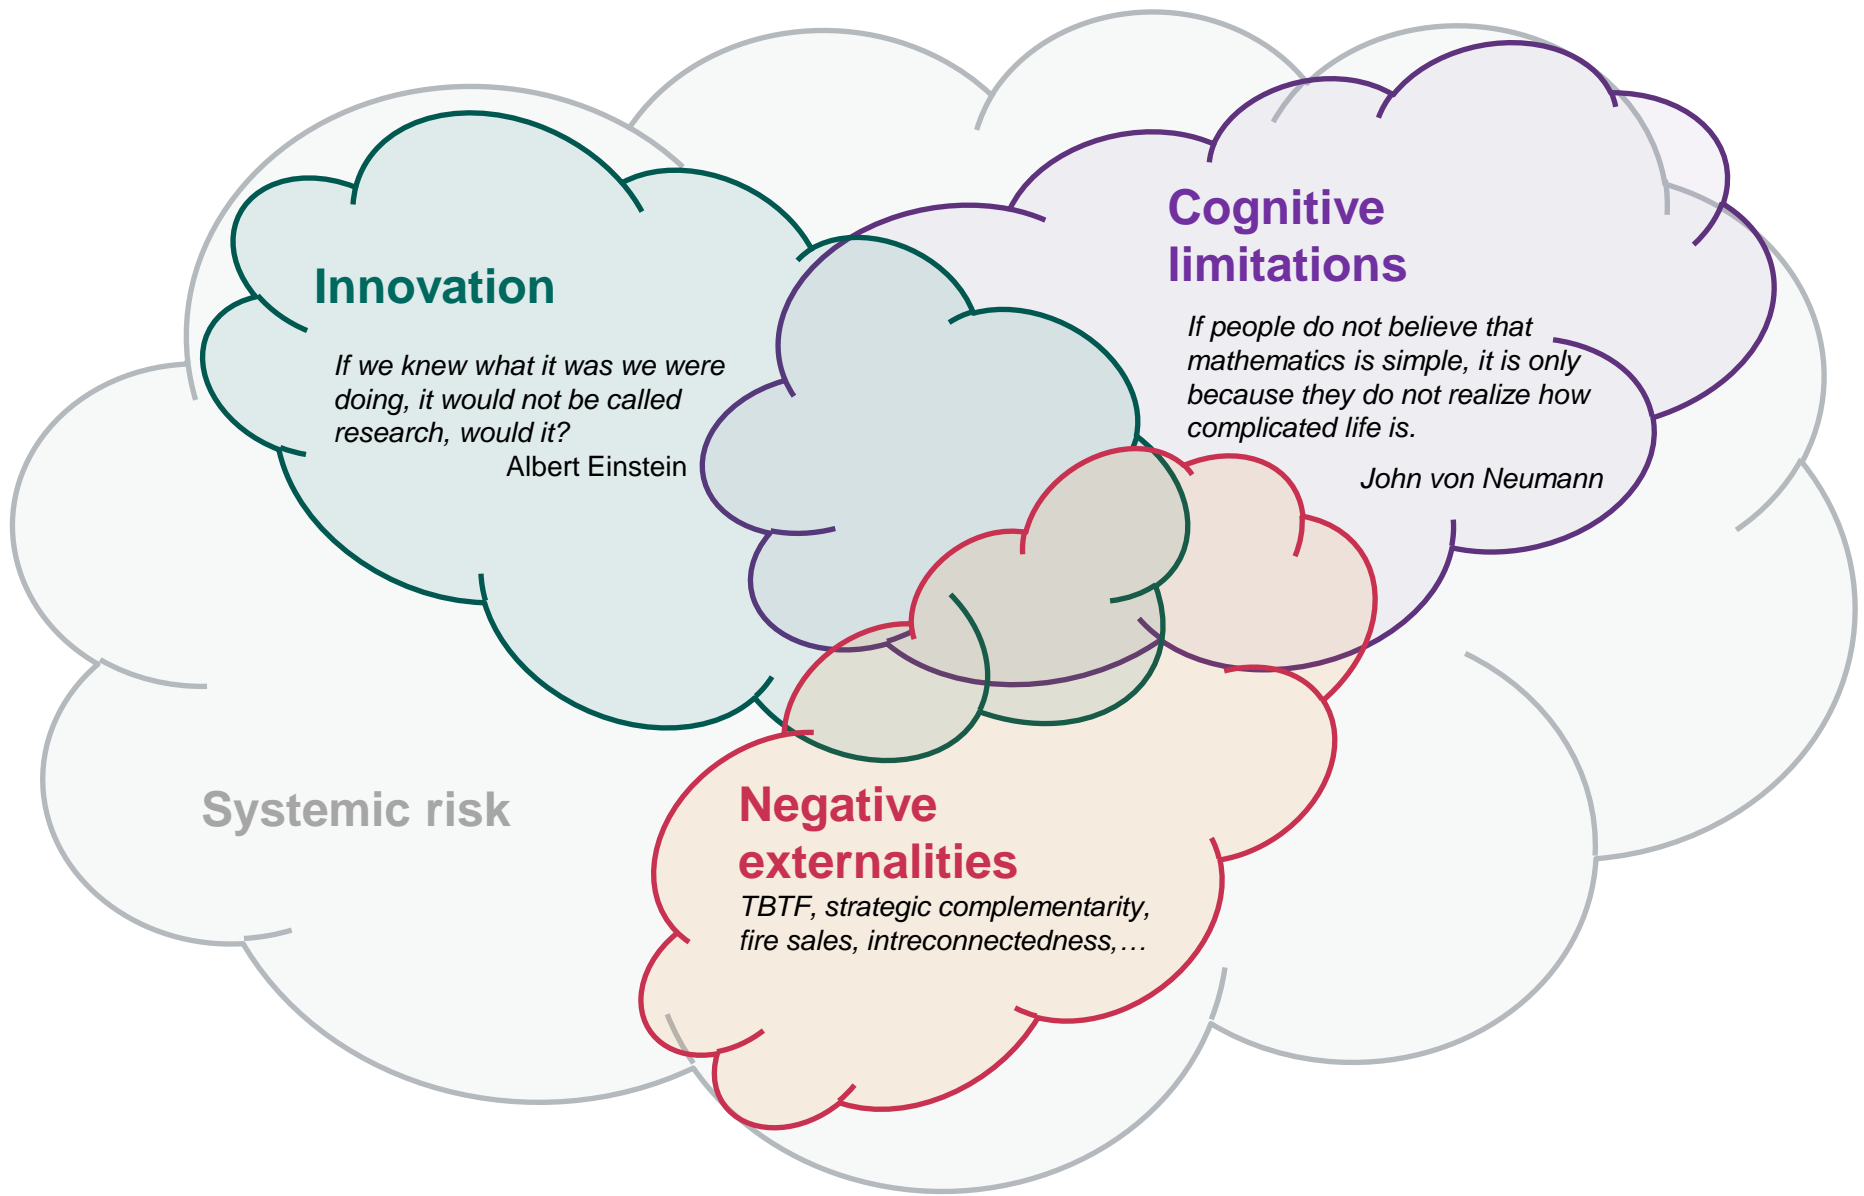 Innovation
If we knew what it was we were
doing, it would not be called
research, would it?
Albert Einstein
Cognitive
limitations
If people do not believe that
mathematics is simple, it is only
because they do not realize how
complicated life is.
John von Neumann
Systemic risk
Negative
externalities
TBTF, strategic complementarity,
fire sales, intreconnectedness,…